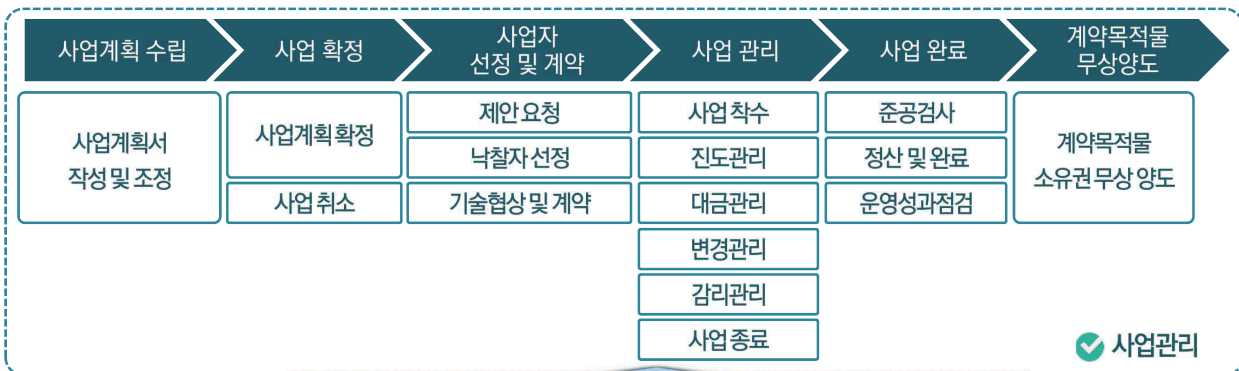 사업계획 수립
사업 확정
사업자
선정 및 계약
사업 관리
사업 완료
계약목적물
무상양도
사업계획서
작성 및 조정
사업계획 확정
사업 취소
제안 요청
낙찰자 선정
기술협상 및 계약
사업 착수
진도관리
대금관리
변경관리
감리관리
사업 종료
준공검사
정산 및 완료
운영성과점검
계약목적물
소유권 무상 양도
사업관리